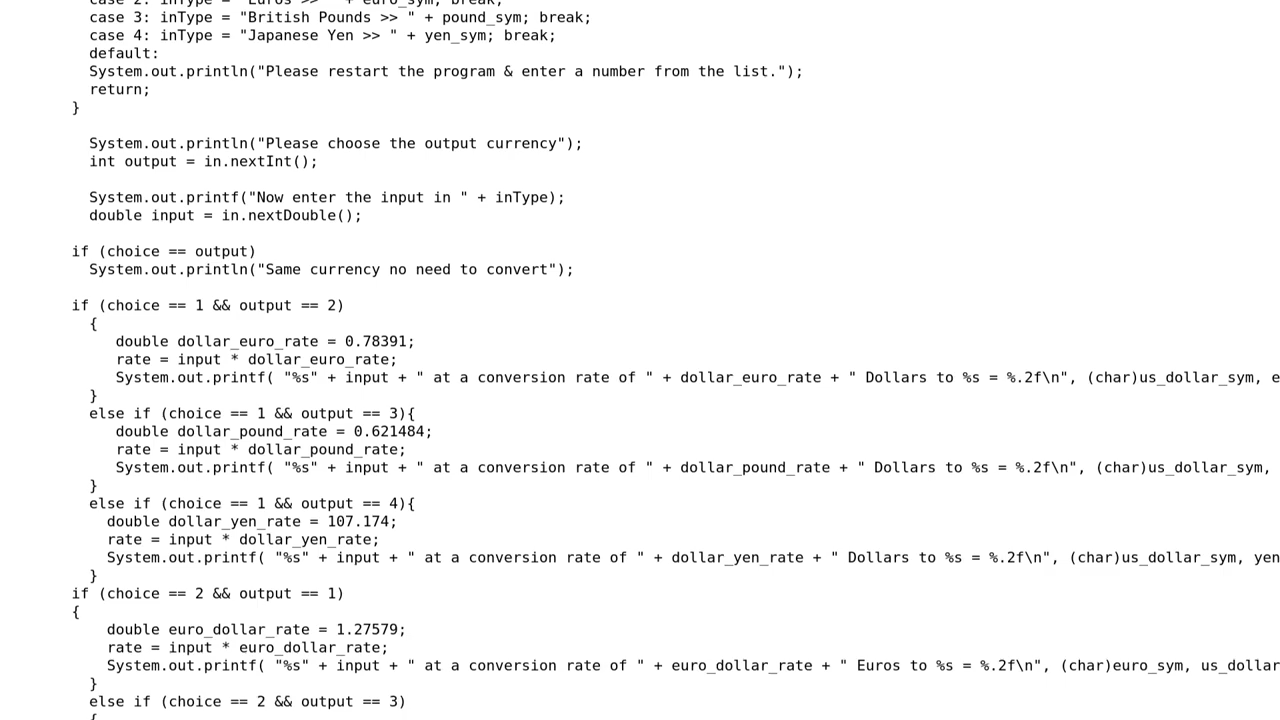 case 2: inType = "Euros >> " + euro_sym; break;
case 3: inType = "British Pounds >> " + pound_sym; break;
case 4: inType = "Japanese Yen >> " + yen_sym; break;
default:
System.out.println("Please restart the program & enter a number from the list.");
return;
}
System.out.println("Please choose the output currency");
int output = in.nextInt();
System.out.printf("Now enter the input in " + inType);
double input = in.nextDouble();
if (choice == output)
System.out.println("Same currency no need to convert");
if (choice == 1 && output == 2)
{
double dollar_euro_rate = 0.78391;
rate = input * dollar_euro_rate;
System.out.printf( "%s" + input + " at a conversion rate of " + dollar_euro_rate + " Dollars to %s = %.2f\n", (char)us_dollar_sym, e
}
else if (choice == 1 && output == 3){
double dollar_pound_rate = 0.621484;
rate = input * dollar_pound_rate;
System.out.printf( "%s" + input + " at a conversion rate of " + dollar_pound_rate + " Dollars to %s = %.2f\n", (char)us_dollar_sym,
}
else if (choice == 1 && output == 4){
double dollar_yen_rate = 107.174;
rate = input * dollar_yen_rate;
System.out.printf( "%s" + input + " at a conversion rate of " + dollar_yen_rate + " Dollars to %s = %.2f\n", (char)us_dollar_sym, yen
}
if (choice == 2 && output == 1)
{
double euro_dollar_rate = 1.27579;
rate = input * euro_dollar_rate;
System.out.printf( "%s" + input + " at a conversion rate of " + euro_dollar_rate + " Euros to %s = %.2f\n", (char)euro_sym, us_dollar
}
else if (choice == 2 && output == 3)
{